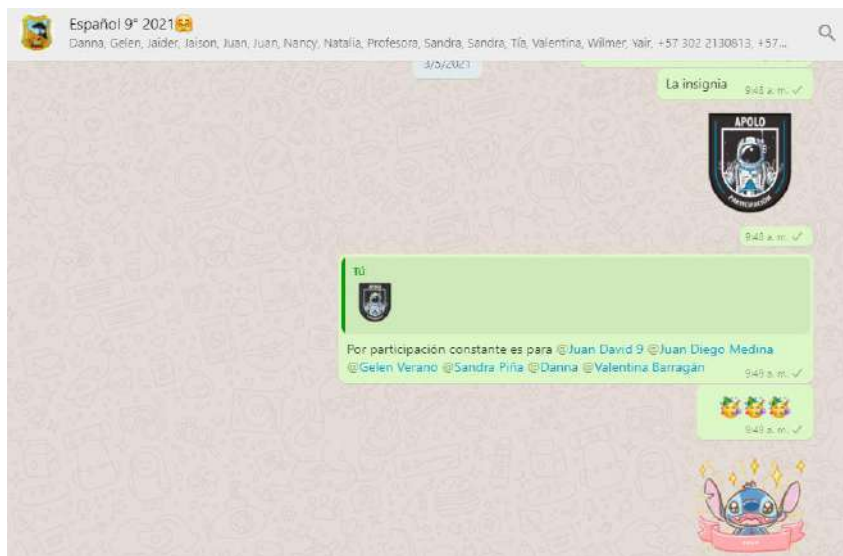 Español 9° 2021
Danna, Gelen, Jaider, Jaison, Juan, Juan, Nancy, Natalia, Profesora, Sandra, Sandra, Tía, Valentina, Wilmer, Yair, +57 302 2130813, +57...
3/5/2021
La insignia
9:48 a. m.
APOLO
PARTICIPACIÓN
9:48 a. m.
Tú
Por participación constante es para @Juan David 9 @Juan Diego Medina
@Gelen Verano @Sandra Piña @Danna @Valentina Barragán
9:49 a. m.
9:49 a. m.